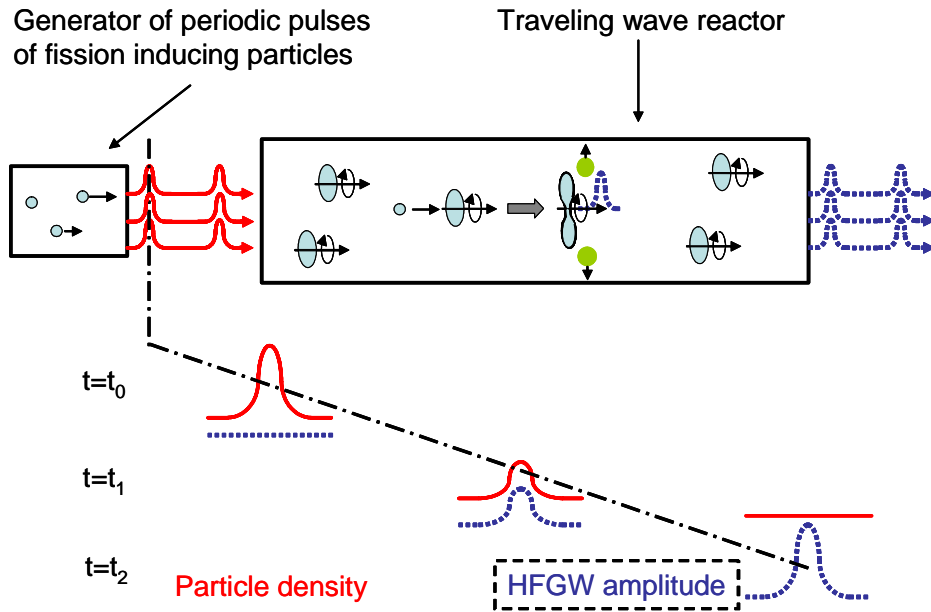 Generator of periodic pulses
of fission inducing particles
Traveling wave reactor
t=t₀
t=t₁
t=t₂
Particle density
HFGW amplitude